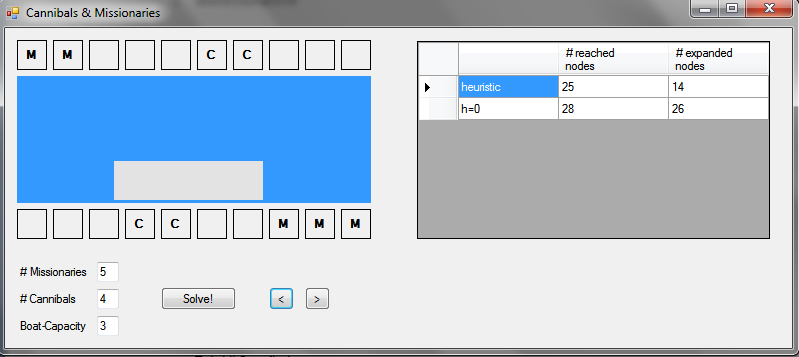 Cannibals & Missionaries
M M C C
C C M M M
# reached nodes # expanded nodes
heuristic 25 14
h=0 28 26
# Missionaries 5
# Cannibals 4
Solve! < >
Boat-Capacity 3